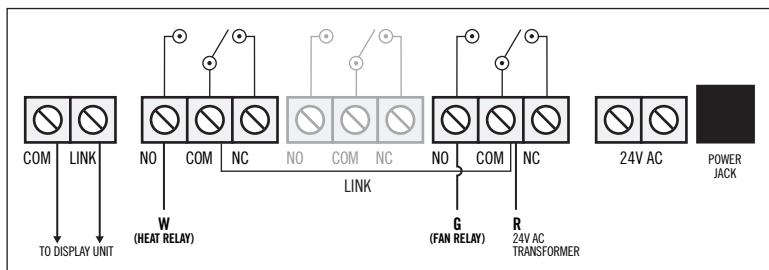 COM LINK NO COM NC NO COM NC NO COM NC 24V AC POWER
JACK
LINK
W
(HEAT RELAY)
G
(FAN RELAY)
R
24V AC
TRANSFORMER
TO DISPLAY UNIT